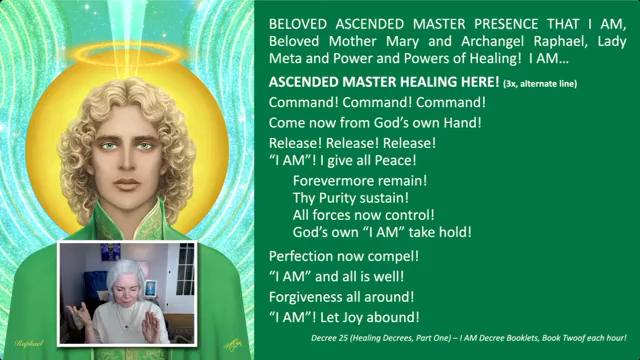 BELOVED ASCENDED MASTER PRESENCE THAT I AM,
Beloved Mother Mary and Archangel Raphael, Lady
Meta and Power and Powers of Healing! I AM…
ASCENDED MASTER HEALING HERE! (3x, alternate line)
Command! Command! Command!
Come now from God's own Hand!
Release! Release! Release!
"I AM"! I give all Peace!
Forevermore remain!
Thy Purity sustain!
All forces now control!
God's own "I AM" take hold!
Perfection now compel!
"I AM" and all is well!
Forgiveness all around!
"I AM"! Let Joy abound!
Raphael
Decree 25 (Healing Decrees, Part One) – I AM Decree Booklets, Book Twoof each hour!